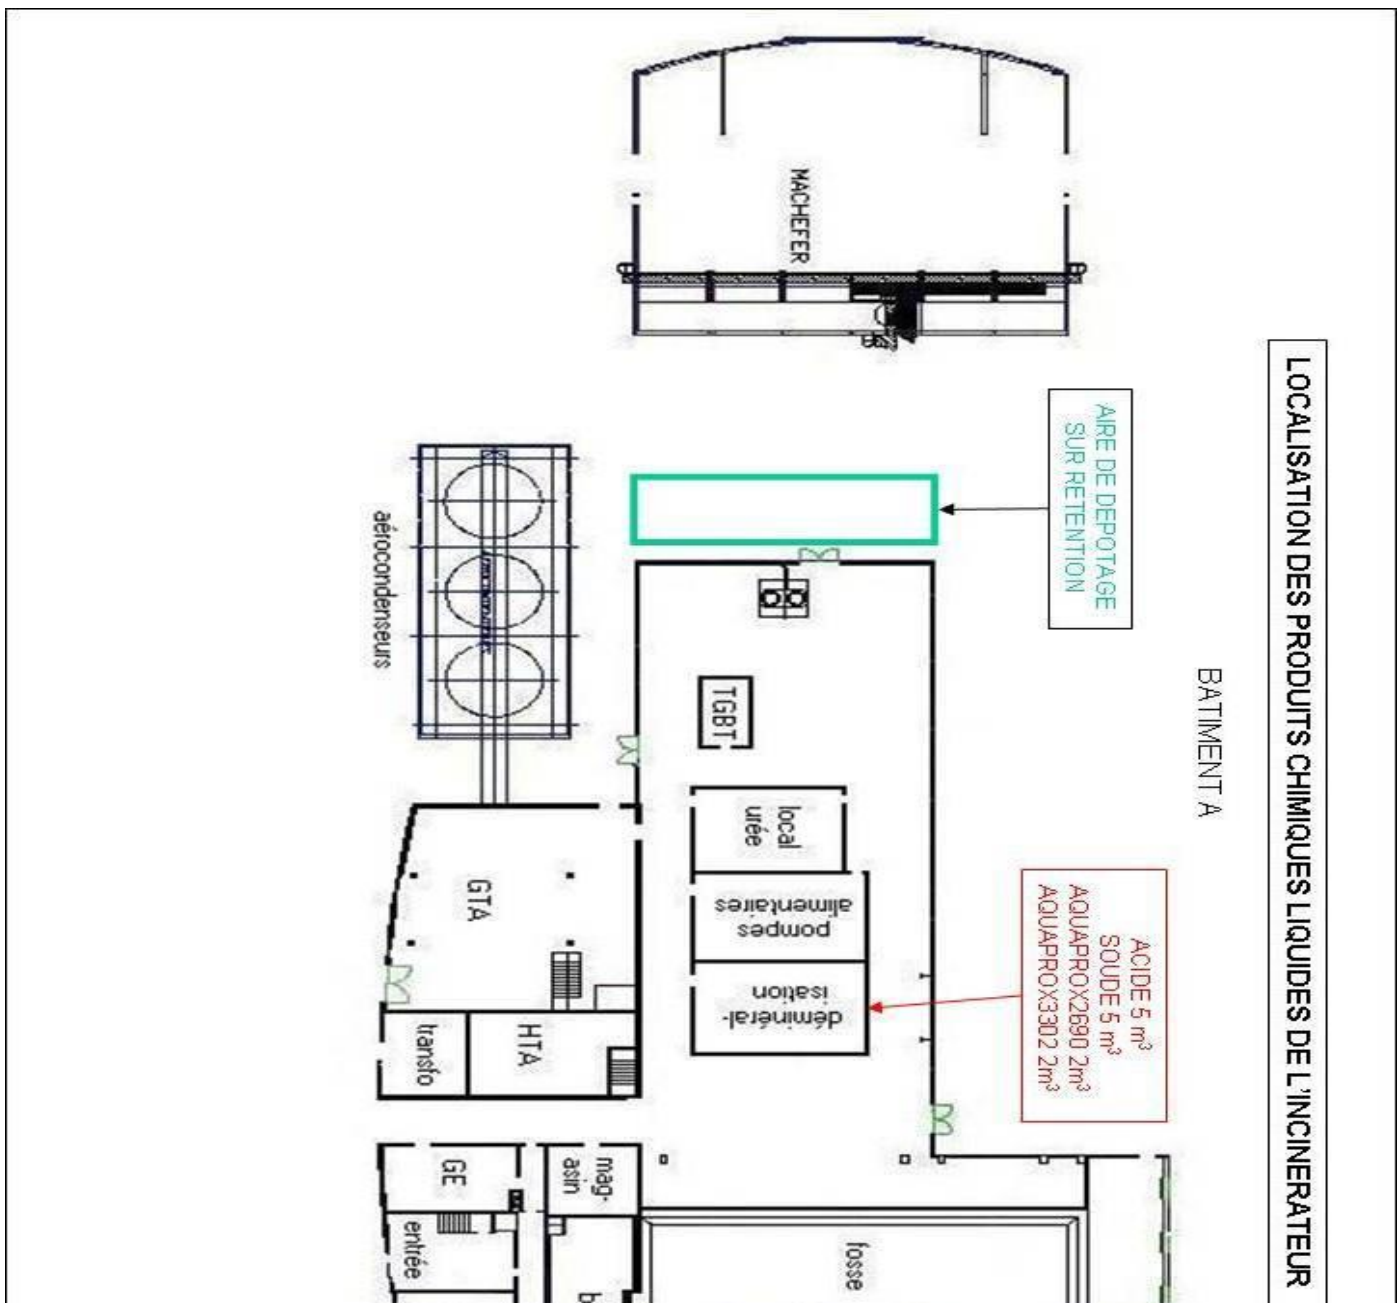 LOCALISATION DES PRODUITS CHIMIQUES LIQUIDES DE L'INCINERATEUR
BATIMENT A
MACHEFER
AIRE DE DEPOTAGE
SUR RETENTION
aérocondenseurs
TGBT
local
urée
pompes
alimentaires
déminéral-
isation
ACIDE 5 m³
SOUDE 5 m³
AQUAPROX2690 2m³
AQUAPROX3302 2m³
GTA
HTA
transfo
GE
mag-
asin
entrée
fosse